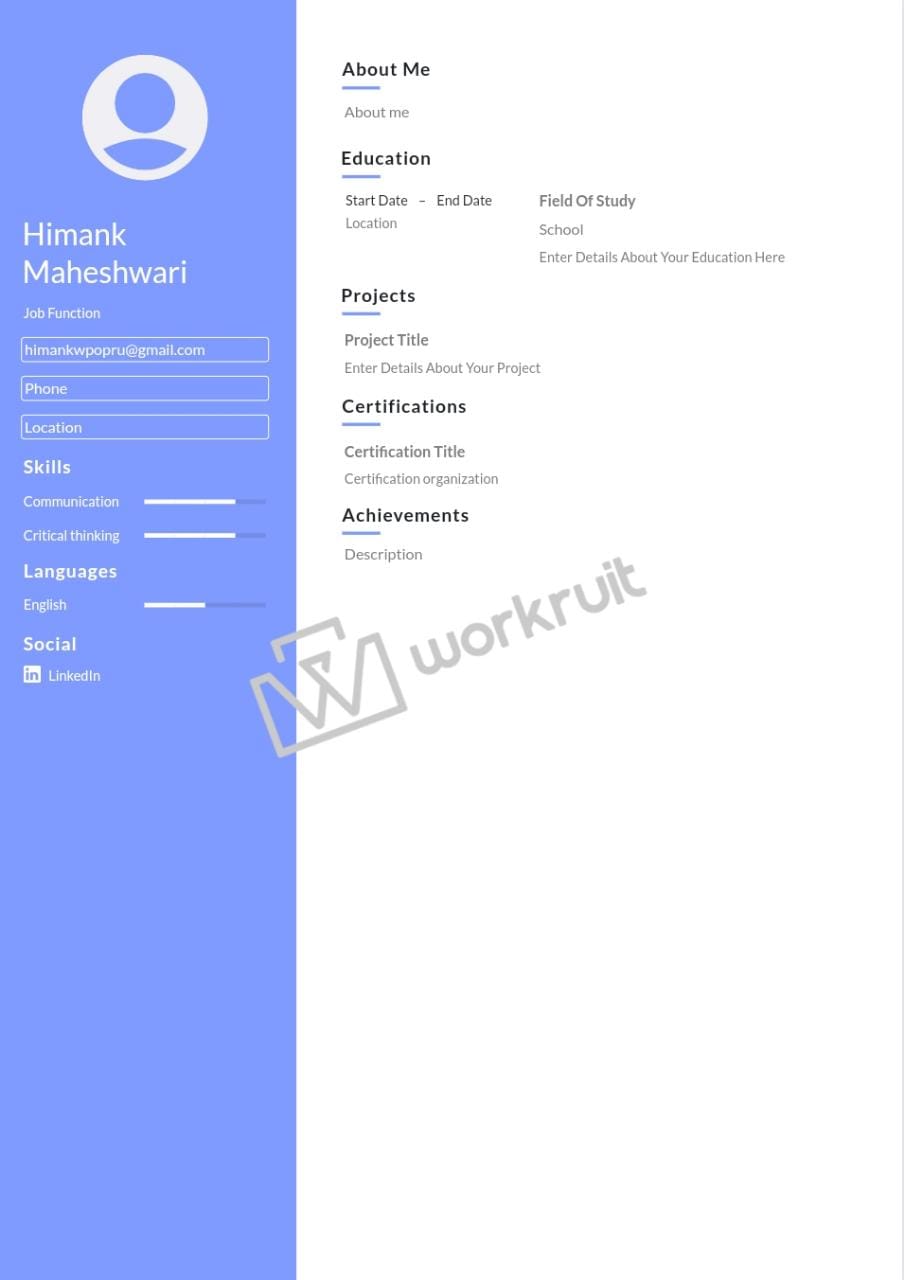 Himank
Maheshwari
Job Function
himankwpopru@gmail.com
Phone
Location
Skills
Communication
Critical thinking
Languages
English
Social
in LinkedIn
About Me
About me
Education
Start Date – End Date
Location
Field Of Study
School
Enter Details About Your Education Here
Projects
Project Title
Enter Details About Your Project
Certifications
Certification Title
Certification organization
Achievements
Description
workruit